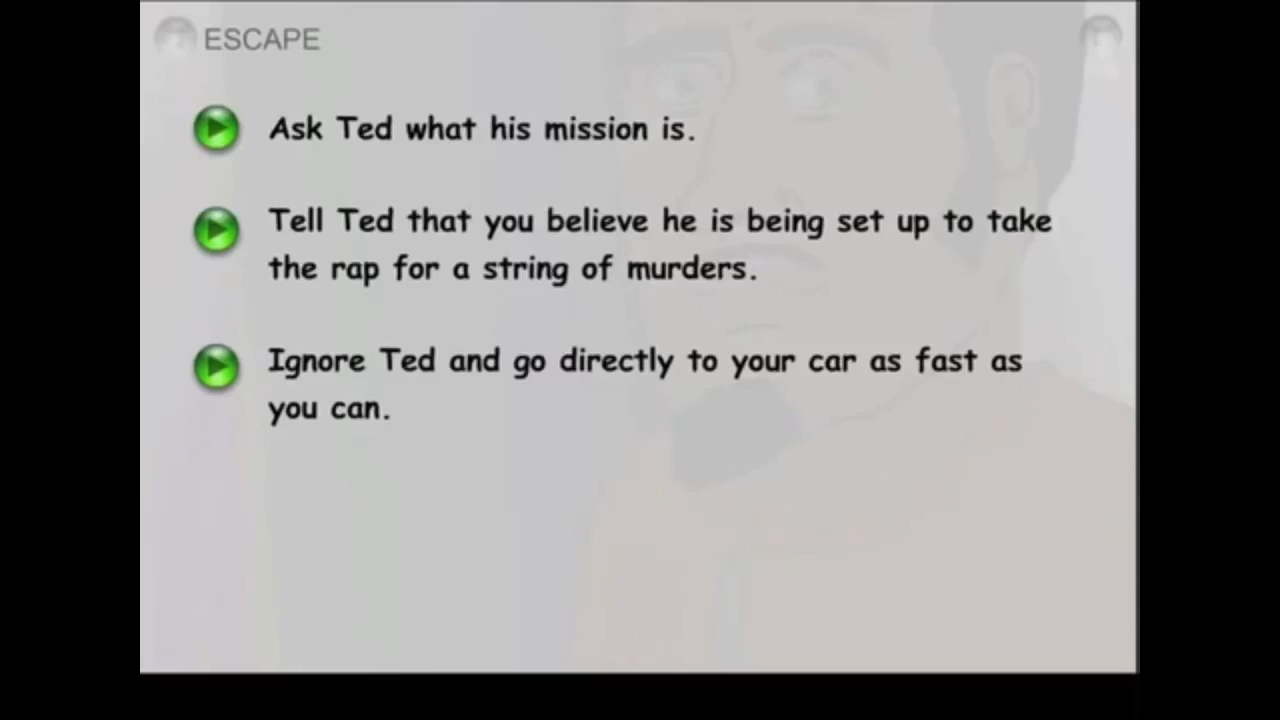 ESCAPE
Ask Ted what his mission is.
Tell Ted that you believe he is being set up to take
the rap for a string of murders.
Ignore Ted and go directly to your car as fast as
you can.